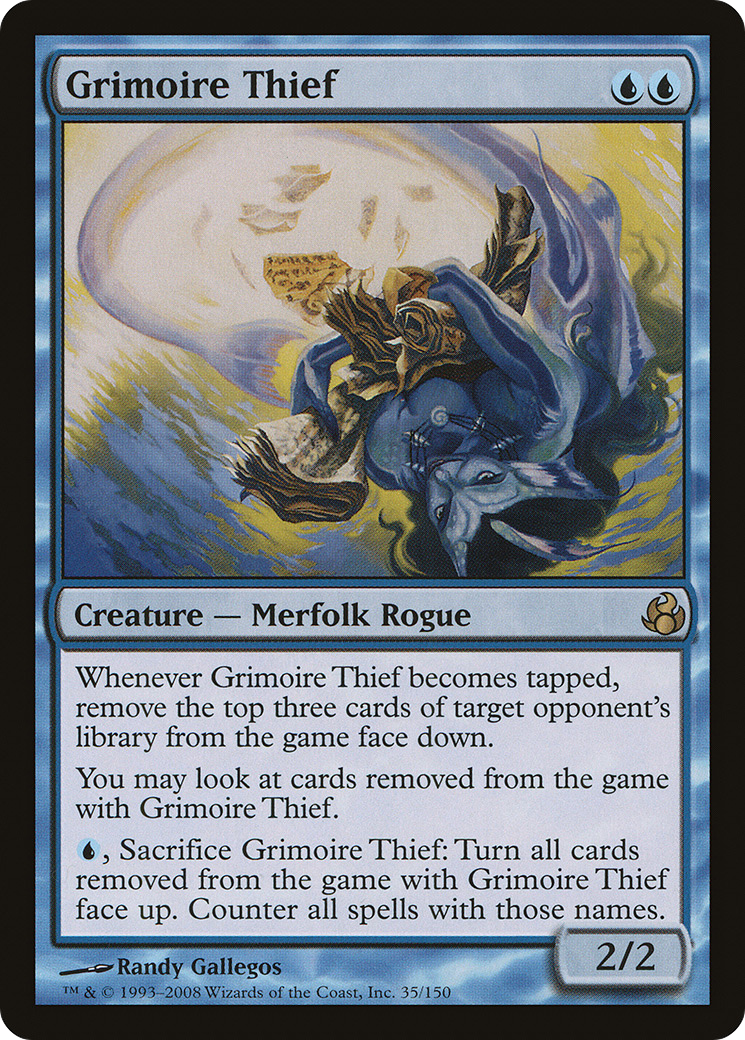 Grimoire Thief
Creature — Merfolk Rogue
Whenever Grimoire Thief becomes tapped,
remove the top three cards of target opponent's
library from the game face down.
You may look at cards removed from the game
with Grimoire Thief.
, Sacrifice Grimoire Thief: Turn all cards
removed from the game with Grimoire Thief
face up. Counter all spells with those names.
2/2
Randy Gallegos
™ & © 1993–2008 Wizards of the Coast, Inc. 35/150